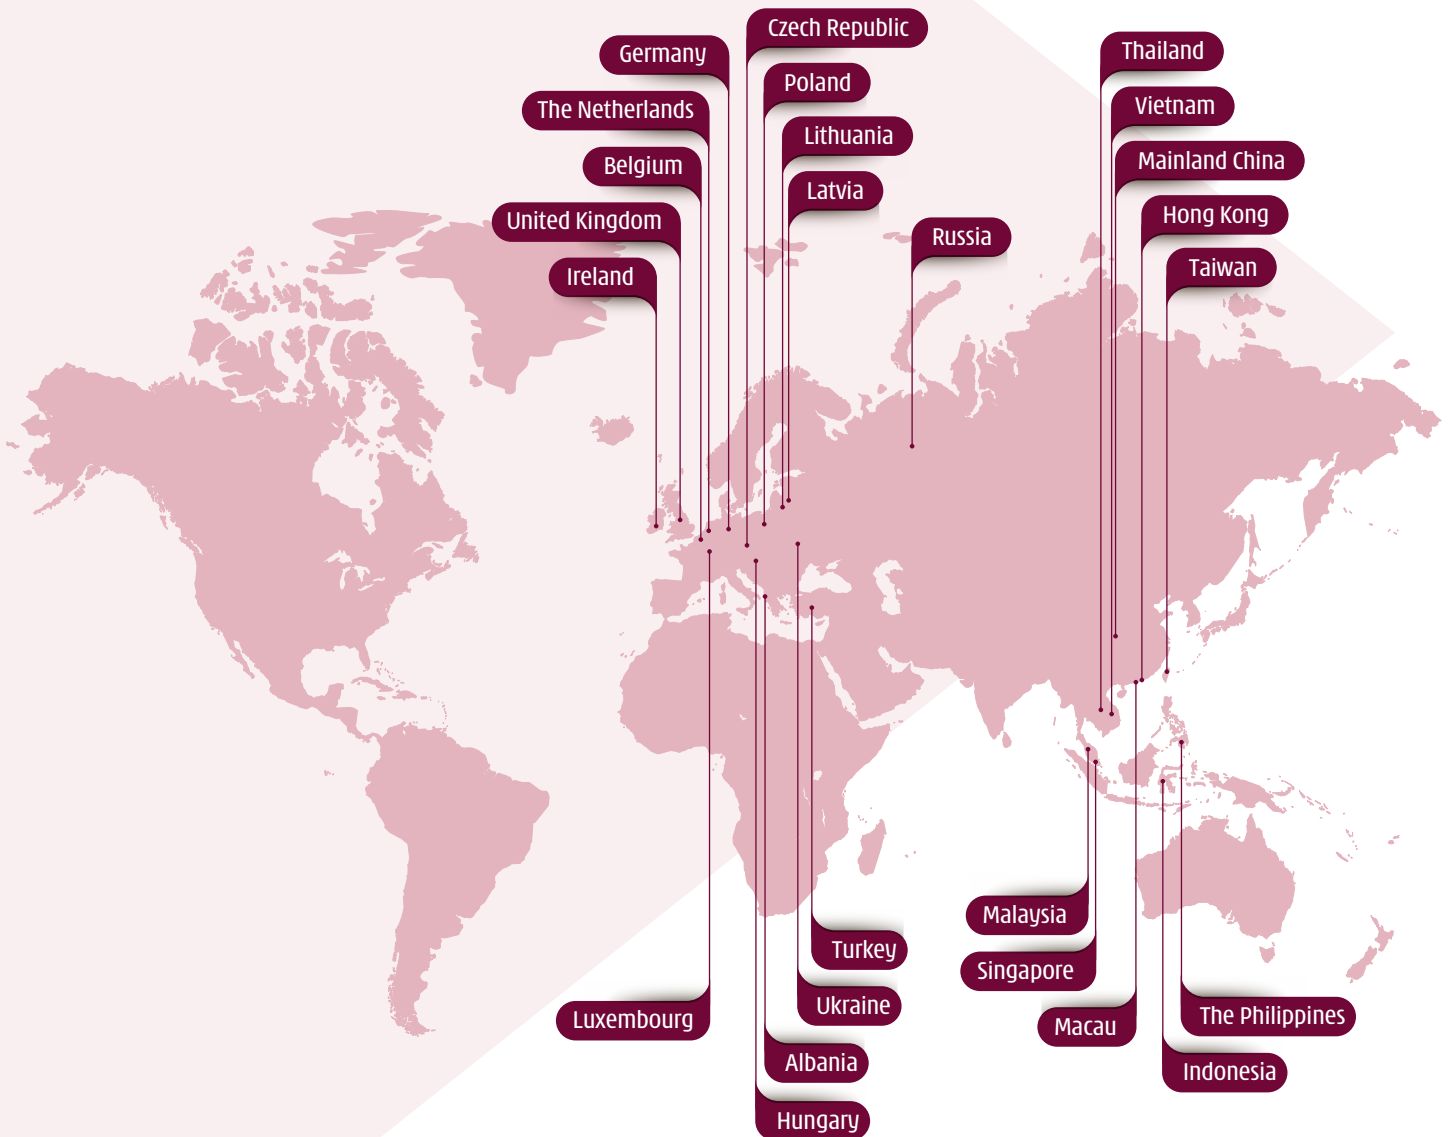 Czech Republic
Germany
Thailand
Poland
The Netherlands
Vietnam
Lithuania
Belgium
Mainland China
Latvia
United Kingdom
Hong Kong
Russia
Ireland
Taiwan
Malaysia
Turkey
Singapore
Ukraine
Luxembourg
The Philippines
Macau
Albania
Indonesia
Hungary